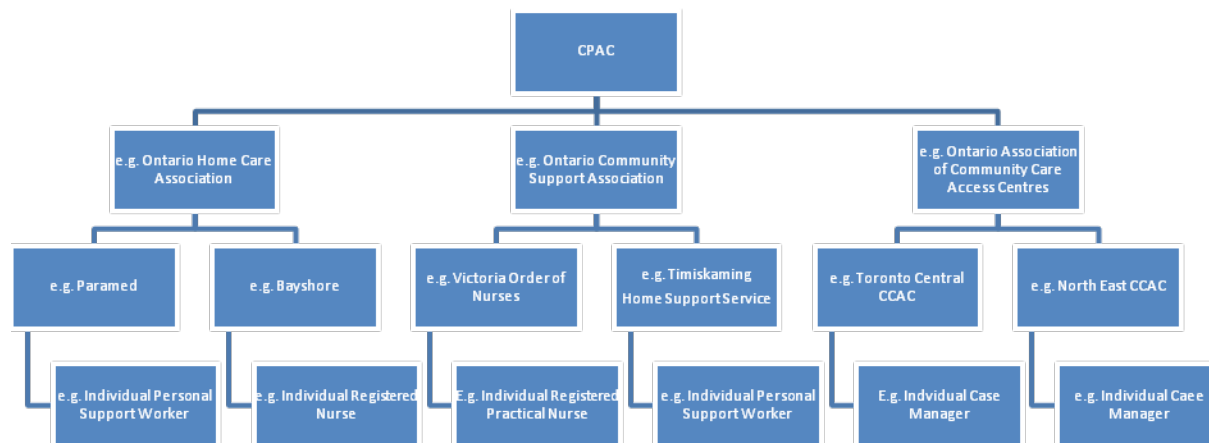 CPAC
e.g. Ontario Home Care
Association
e.g. Ontario Community
Support Association
e.g. Ontario Association
of Community Care
Access Centres
e.g. Paramed
e.g. Bayshore
e.g. Victoria Order of
Nurses
e.g. Timiskaming
Home Support Service
e.g. Toronto Central
CCAC
e.g. North East CCAC
e.g. Individual Personal
Support Worker
e.g. Individual Registered
Nurse
E.g. Individual Registered
Practical Nurse
e.g. Individual Personal
Support Worker
E.g. Indvdual Case
Manager
e.g. Individual Caee
Manager